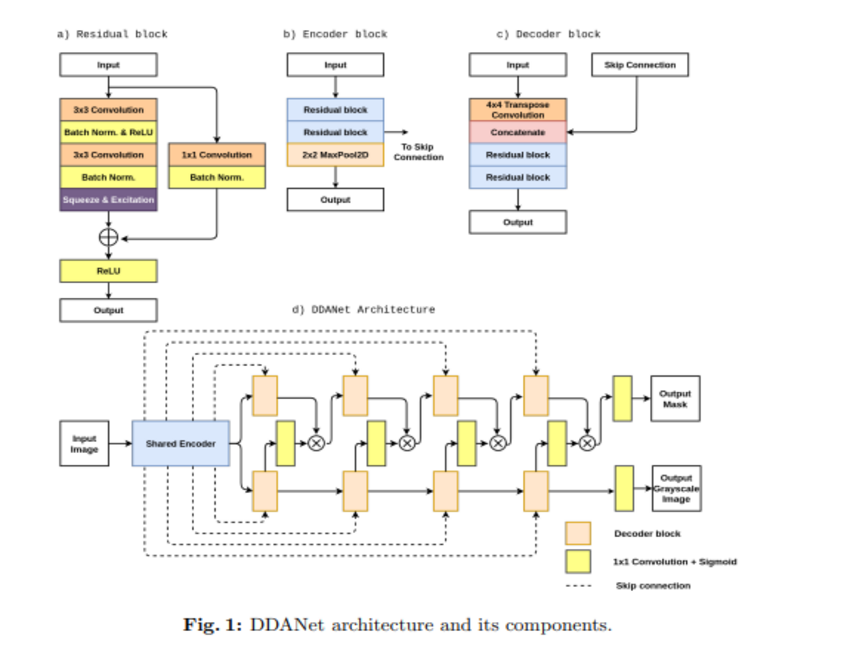 a) Residual block
Input
3x3 Convolution
Batch Norm. & ReLU
3x3 Convolution
Batch Norm.
Squeeze & Excitation
1x1 Convolution
Batch Norm.
ReLU
Output
b) Encoder block
Input
Residual block
Residual block
2x2 MaxPool2D
To Skip
Connection
Output
c) Decoder block
Input
Skip Connection
4x4 Transpose
Convolution
Concatenate
Residual block
Residual block
Output
d) DDANet Architecture
Input
Image
Shared Encoder
Output
Mask
Output
Grayscale
Image
Decoder block
1x1 Convolution + Sigmoid
Skip connection
Fig. 1: DDANet architecture and its components.